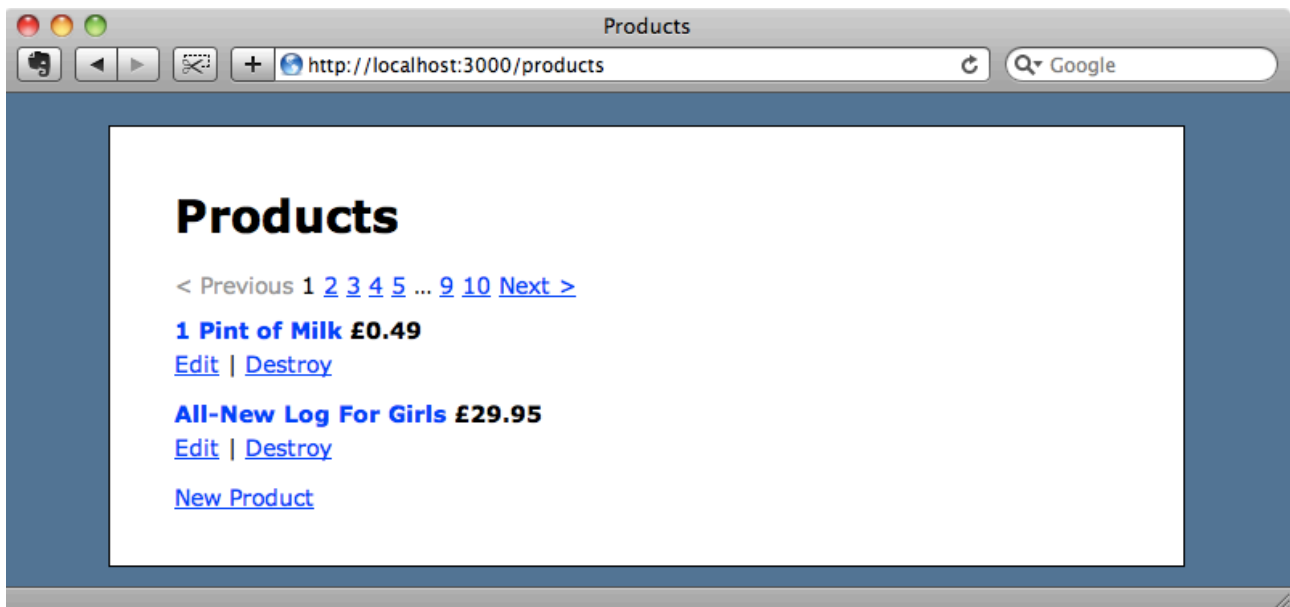 Products
http://localhost:3000/products
Google
Products
< Previous 1 2 3 4 5 ... 9 10 Next >
1 Pint of Milk £0.49
Edit | Destroy
All-New Log For Girls £29.95
Edit | Destroy
New Product